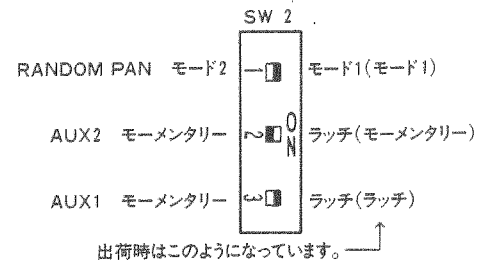 SW 2
RANDOM PAN モード2 1 モード1(モード1)
AUX2 モーメンタリー 2 ON ラッチ(モーメンタリー)
AUX1 モーメンタリー 3 ラッチ(ラッチ)
出荷時はこのようになっています。